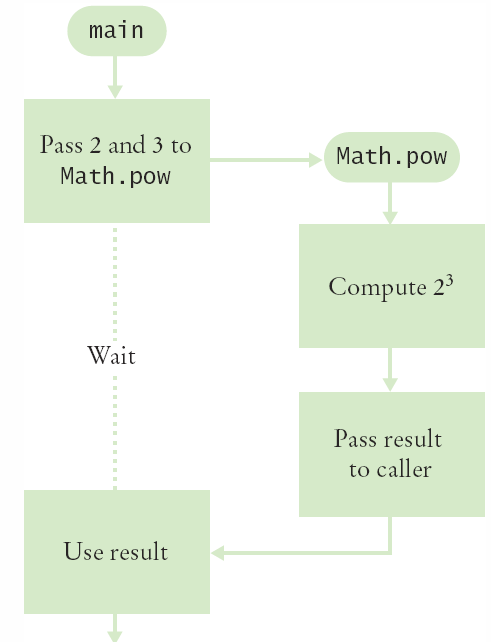 main
Pass 2 and 3 to
Math.pow
Math.pow
Compute 2³
Wait
Pass result
to caller
Use result